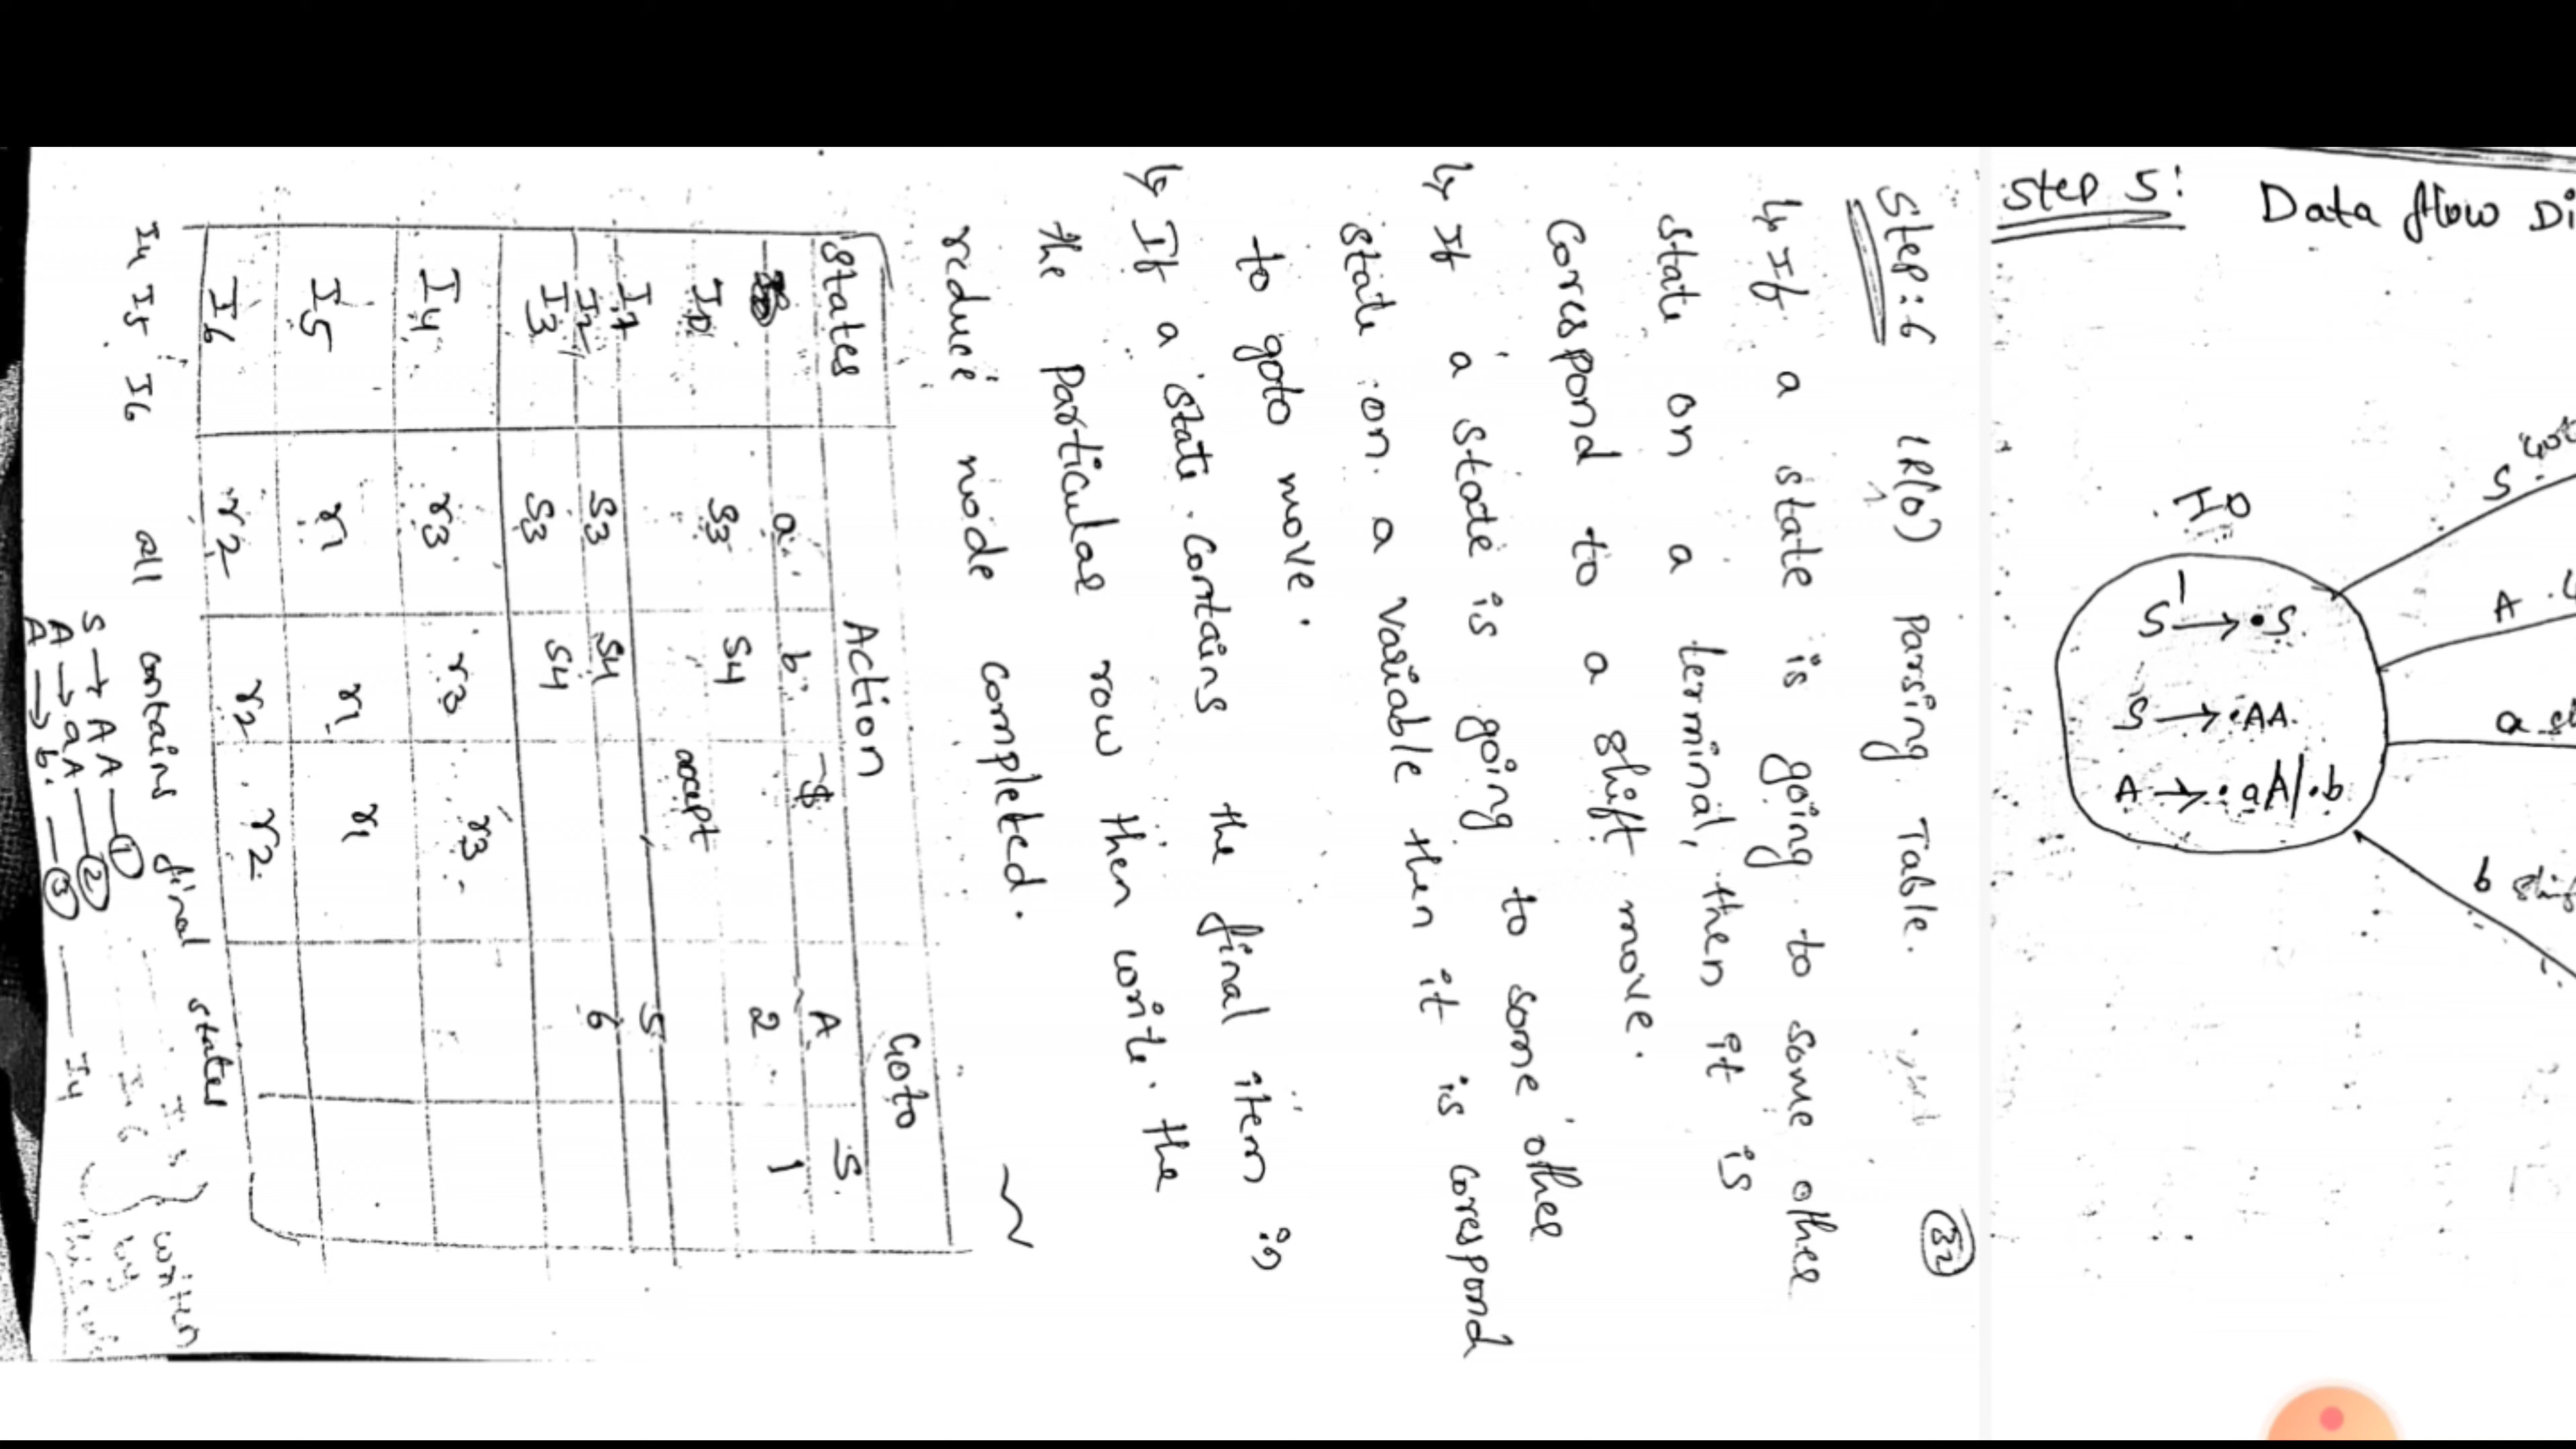 Step 5: Data flow Di
I0
S' → •S.
S → •AA.
A → •aA/•b
S
A
a
b
32
Step:6 LR(0) Parsing Table.
↳ If a state is going to some other
state on a terminal, then it is
Correspond to a shift move.
↳ If a state is going to some other
state on a variable then it is correspond
to goto move.
↳ If a state contains the final item in
the particular row then write the
reduce node completed.
states Action Goto
a b $ A S
I0 S3 S4 2 1
I1 accept
I2 S3 S4 5
I3 S3 S4 6
I4 r3 r3 r3
I5 r1 r1 r1
I6 r2 r2 r2
I4 I5 I6 all contains final states
S → AA — ①
A → aA — ②
A → b. — ③ — I4
I6
writen